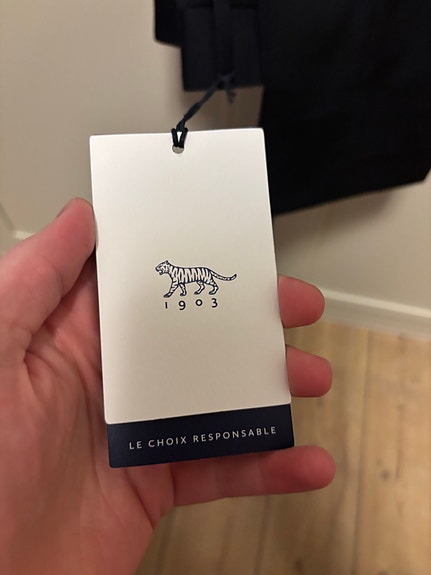 1903
LE CHOIX RESPONSABLE